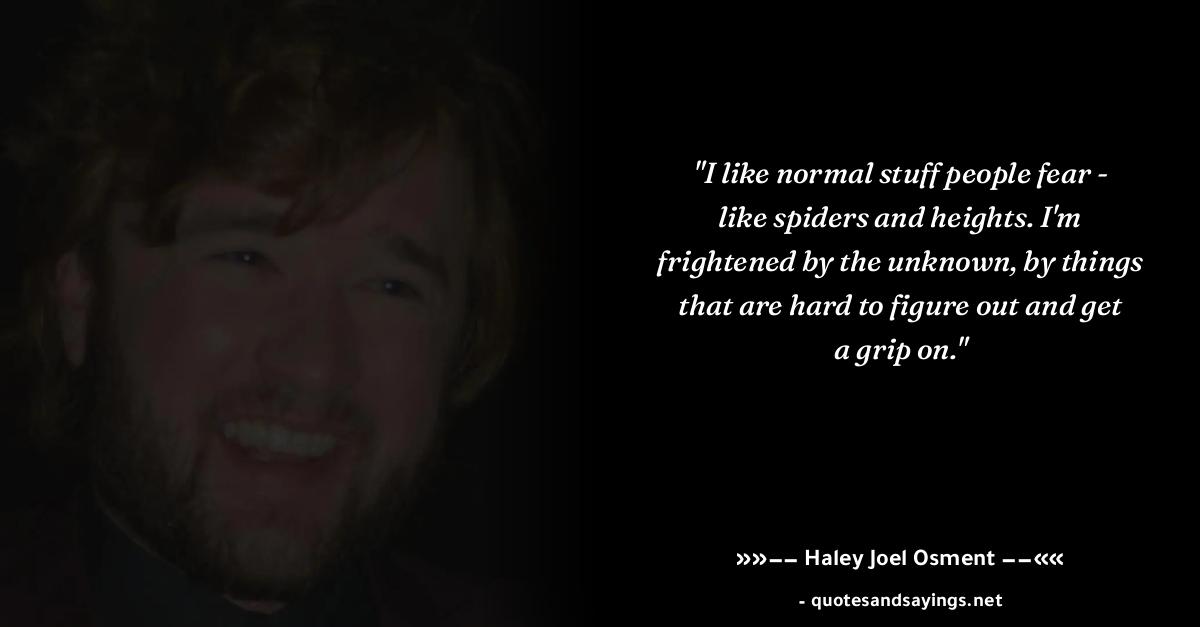 "I like normal stuff people fear -
like spiders and heights. I'm
frightened by the unknown, by things
that are hard to figure out and get
a grip on."
»»–– Haley Joel Osment ––««
- quotesandsayings.net